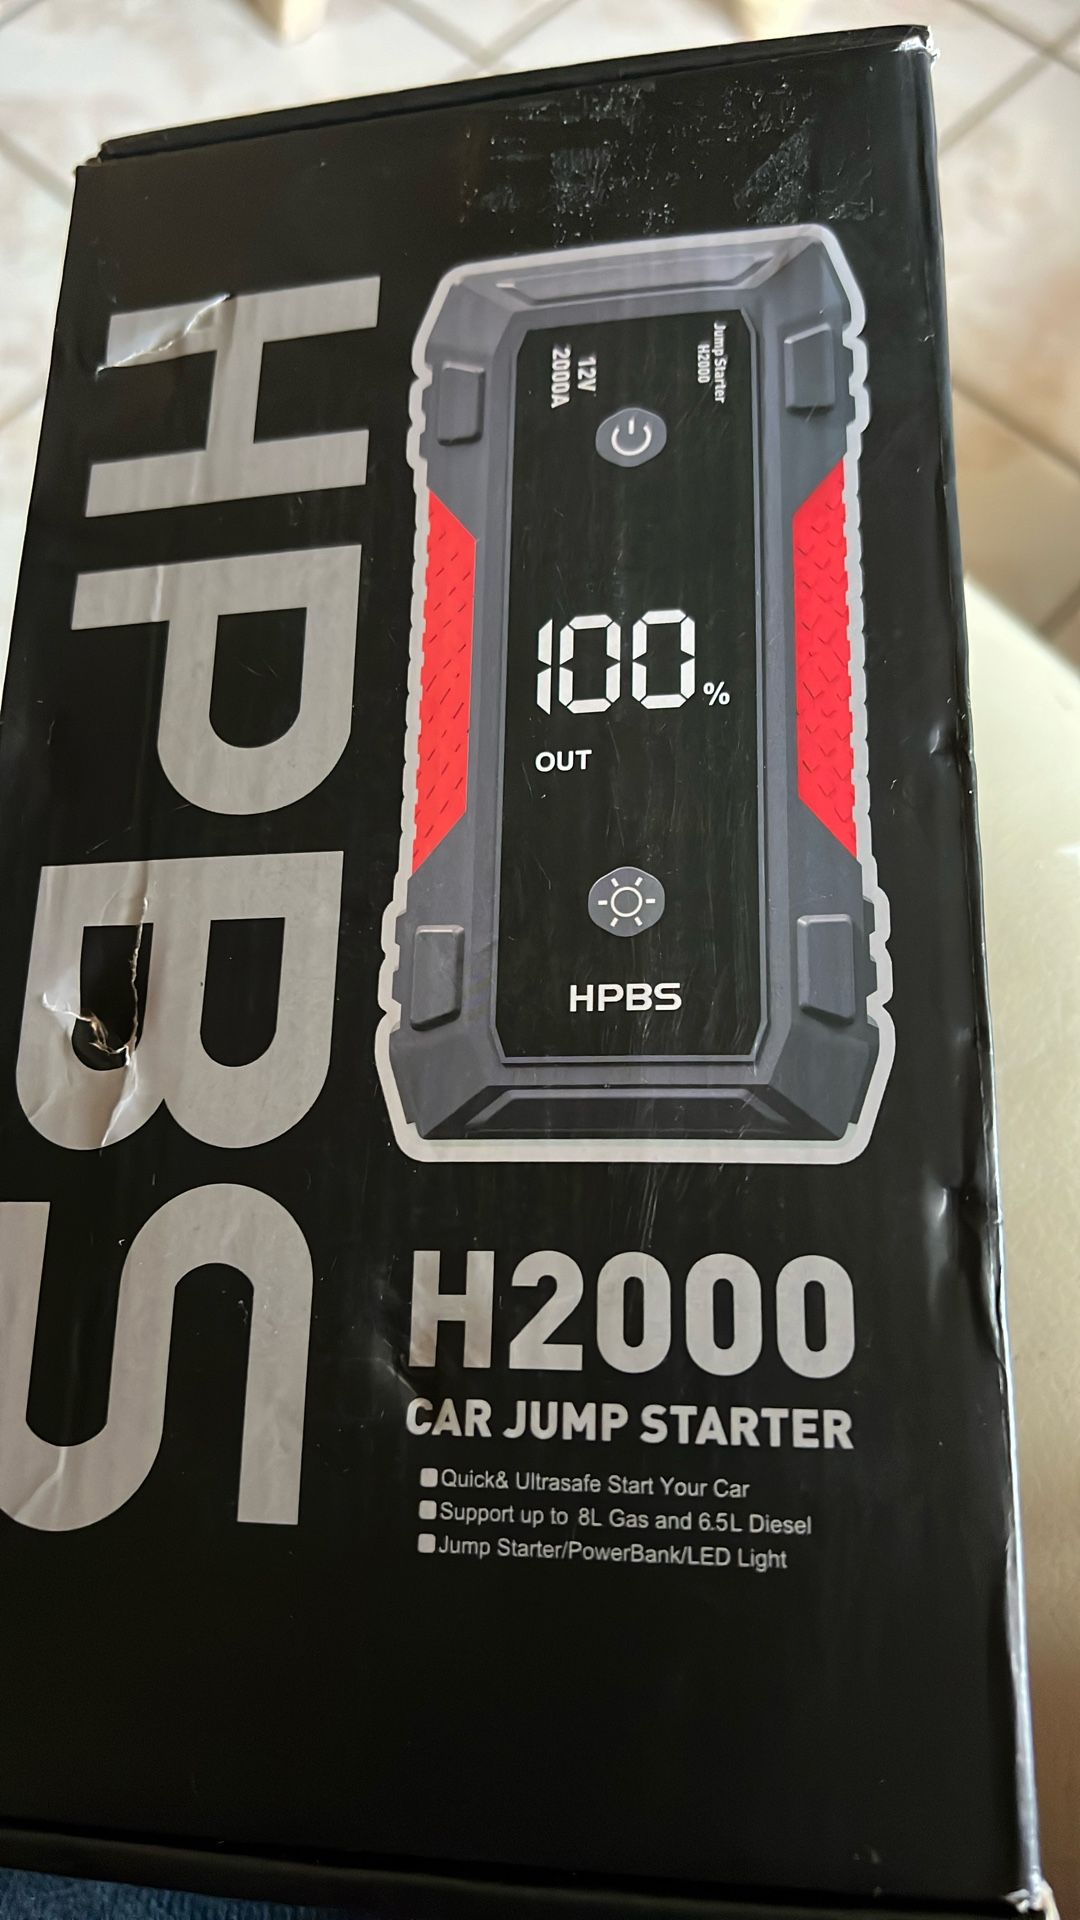 HPBS
Jump Starter
H2000
12V
2000A
100%
OUT
HPBS
H2000
CAR JUMP STARTER
Quick& Ultrasafe Start Your Car
Support up to 8L Gas and 6.5L Diesel
Jump Starter/PowerBank/LED Light